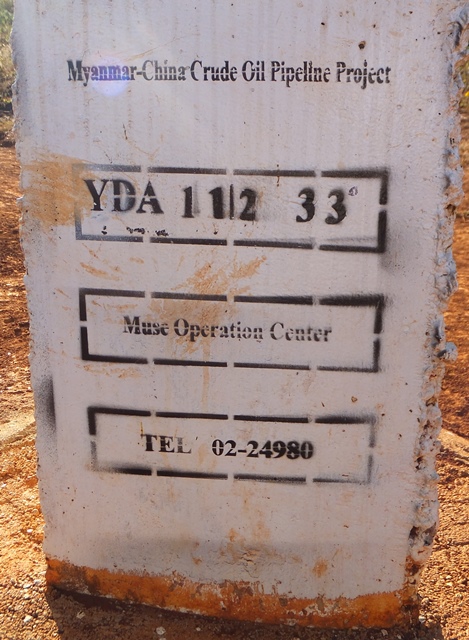 Myanmar-China Crude Oil Pipeline Project
YDA 112 33°
Muse Operation Center
TEL 02-24980